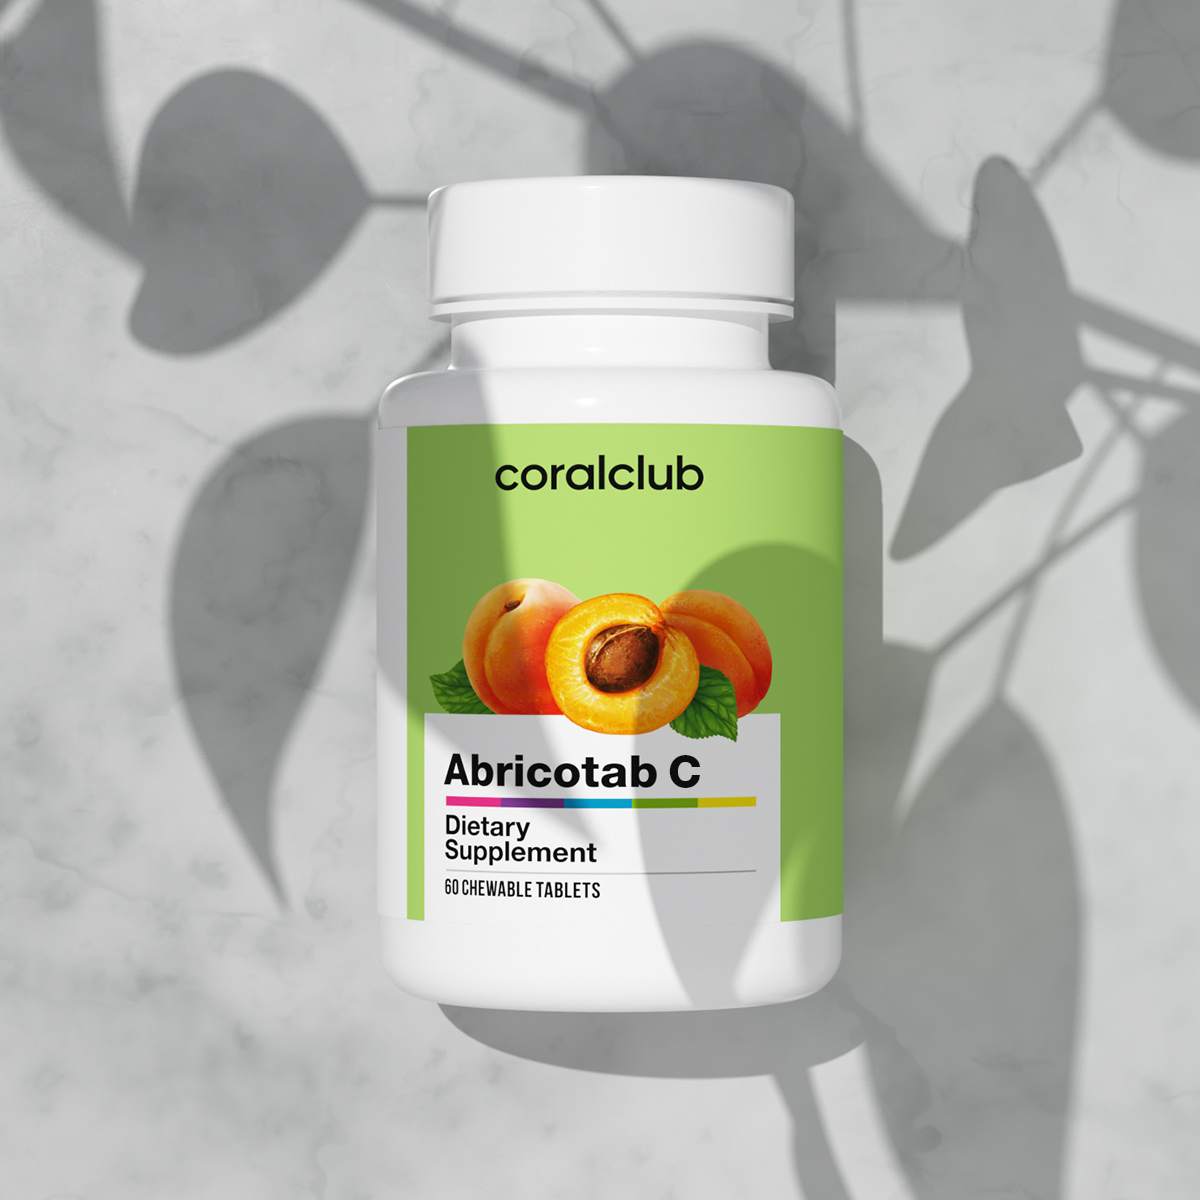 coralclub
Abricotab C
Dietary
Supplement
60 CHEWABLE TABLETS